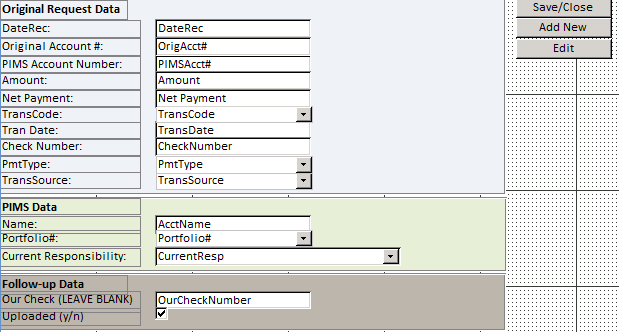 Original Request Data
Save/Close
DateRec: DateRec
Add New
Original Account #: OrigAcct#
Edit
PIMS Account Number: PIMSAcct#
Amount: Amount
Net Payment: Net Payment
TransCode: TransCode
Tran Date: TransDate
Check Number: CheckNumber
PmtType: PmtType
TransSource: TransSource
PIMS Data
Name: AcctName
Portfolio#: Portfolio#
Current Responsibility: CurrentResp
Follow-up Data
Our Check (LEAVE BLANK) OurCheckNumber
Uploaded (y/n)